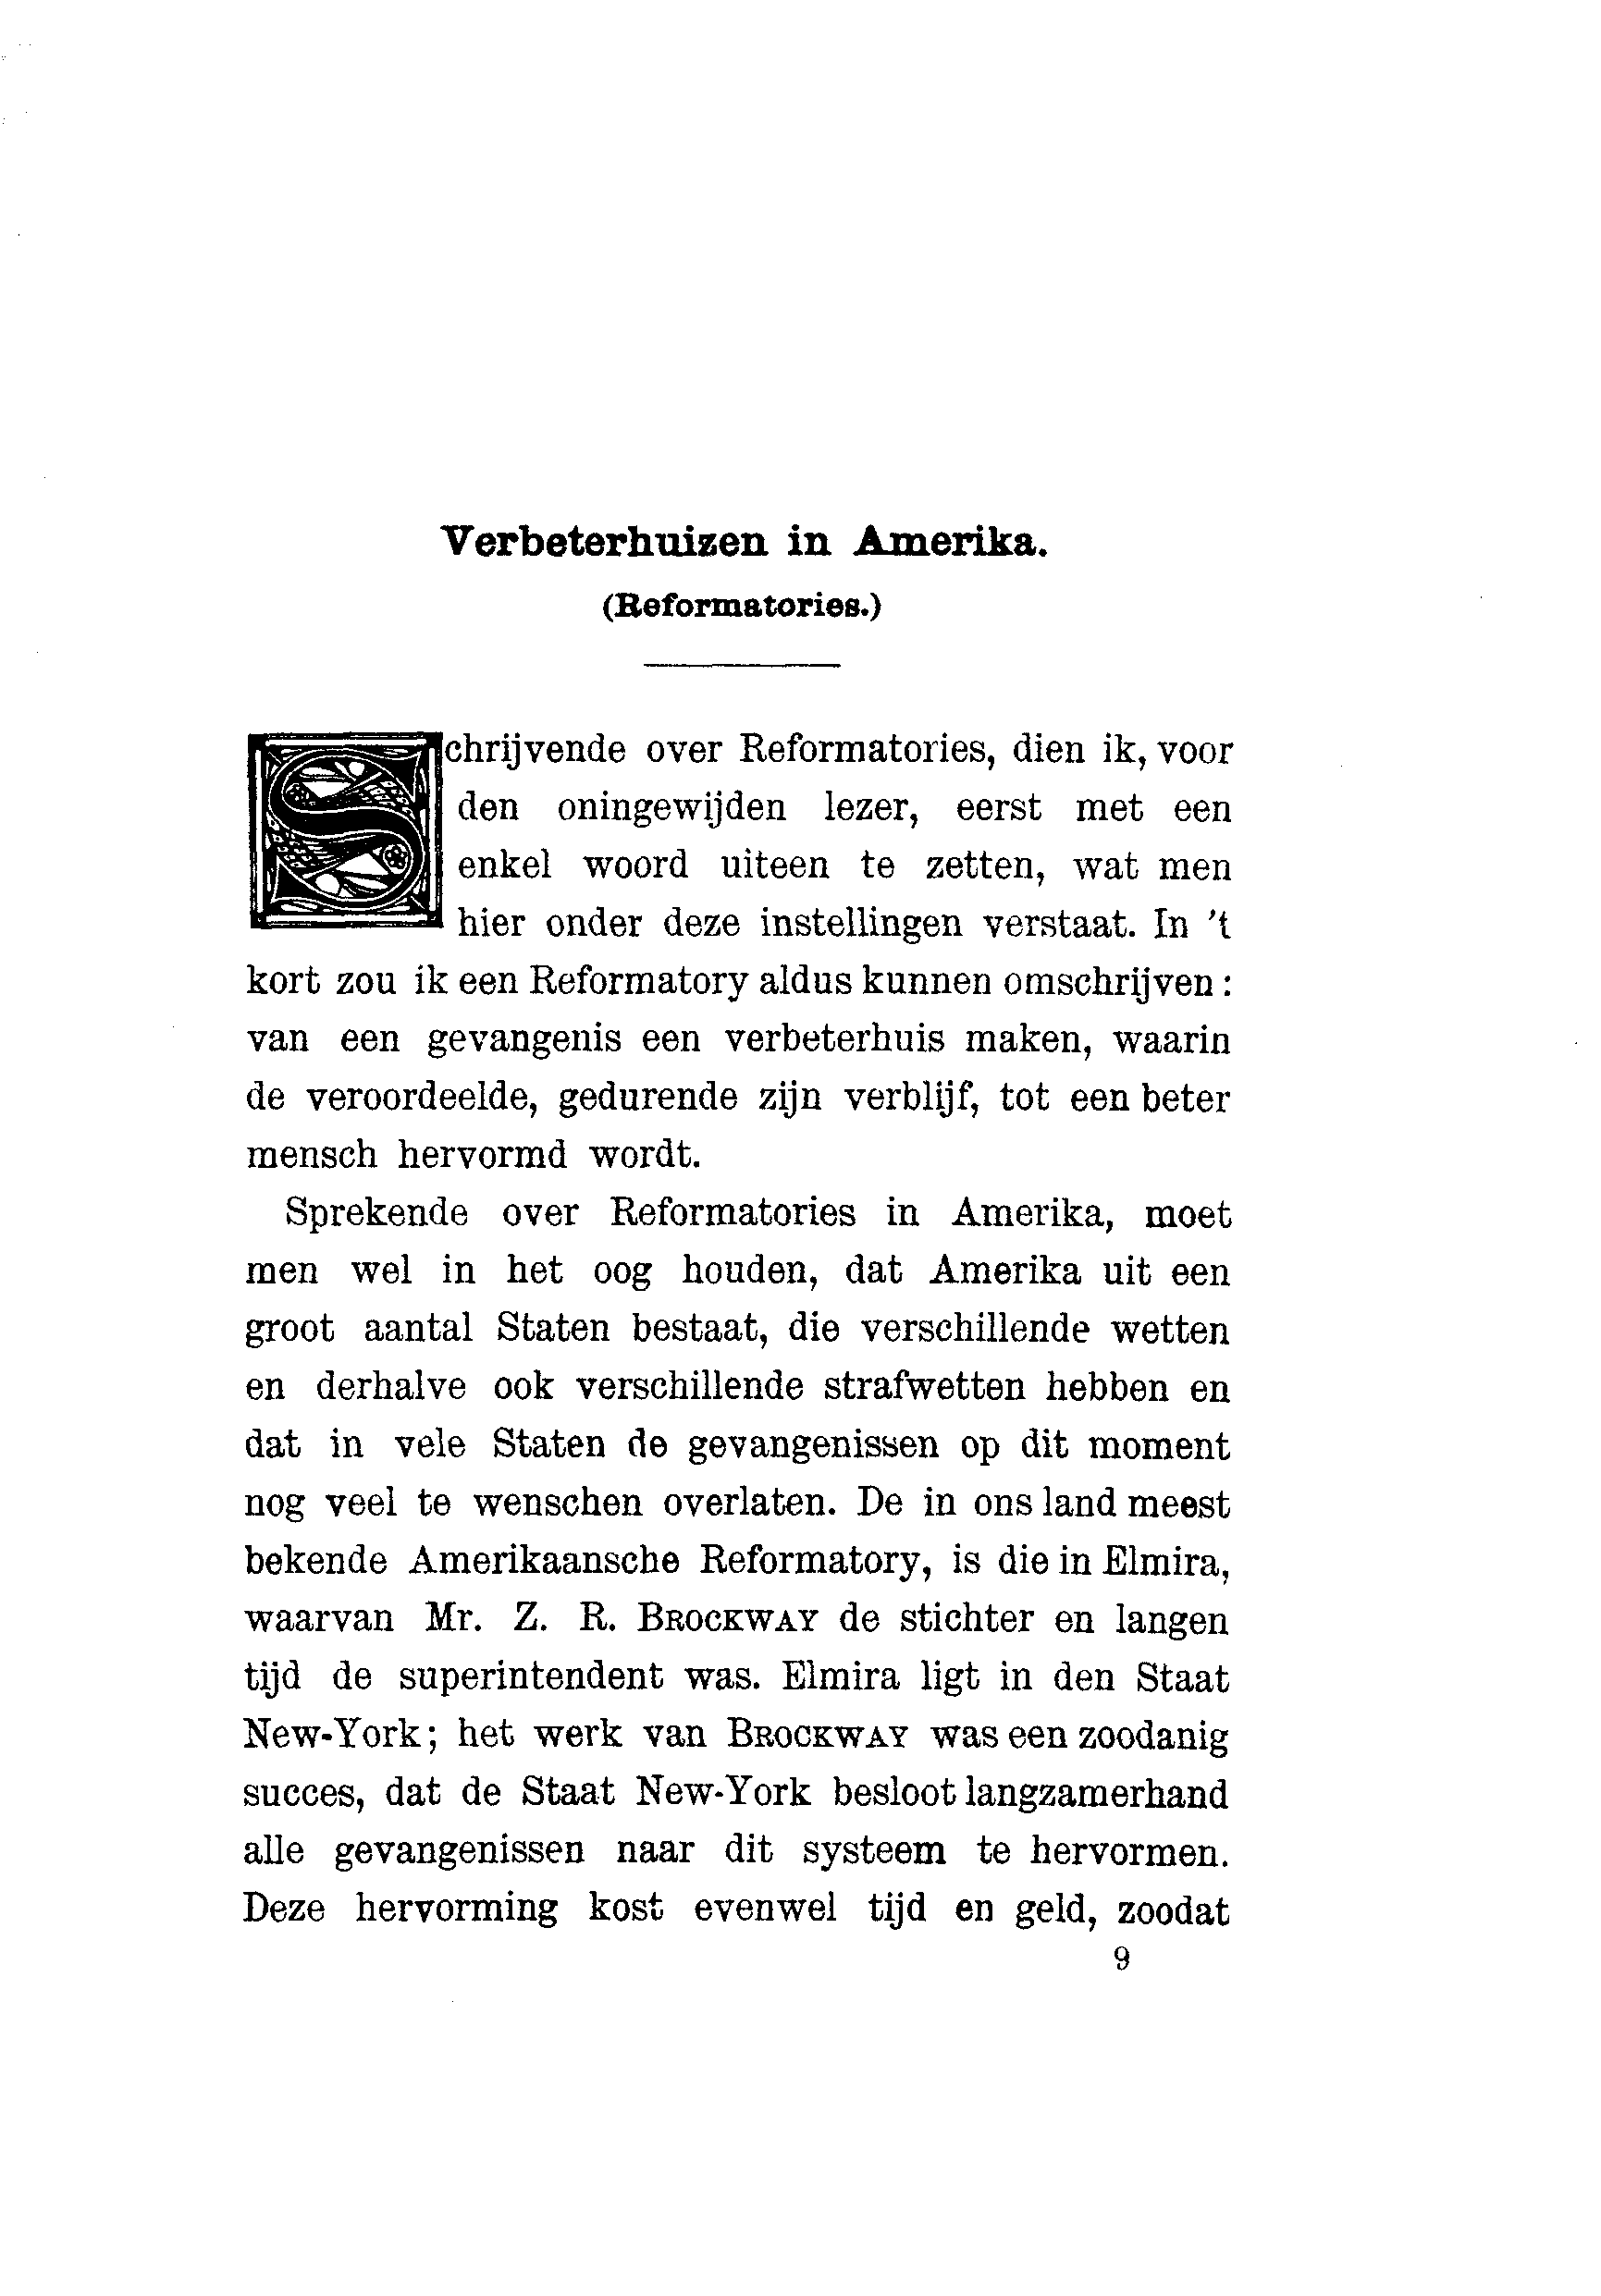 Verbeterhuizen in Amerika.
(Reformatories.)
Schrijvende over Reformatories, dien ik, voor
den oningewijden lezer, eerst met een
enkel woord uiteen te zetten, wat men
hier onder deze instellingen verstaat. In 't
kort zou ik een Reformatory aldus kunnen omschrijven:
van een gevangenis een verbeterhuis maken, waarin
de veroordeelde, gedurende zijn verblijf, tot een beter
mensch hervormd wordt.
Sprekende over Reformatories in Amerika, moet
men wel in het oog houden, dat Amerika uit een
groot aantal Staten bestaat, die verschillende wetten
en derhalve ook verschillende strafwetten hebben en
dat in vele Staten de gevangenissen op dit moment
nog veel te wenschen overlaten. De in ons land meest
bekende Amerikaansche Reformatory, is die in Elmira,
waarvan Mr. Z. R. BROCKWAY de stichter en langen
tijd de superintendent was. Elmira ligt in den Staat
New-York; het werk van BROCKWAY was een zoodanig
succes, dat de Staat New-York besloot langzamerhand
alle gevangenissen naar dit systeem te hervormen.
Deze hervorming kost evenwel tijd en geld, zoodat
9